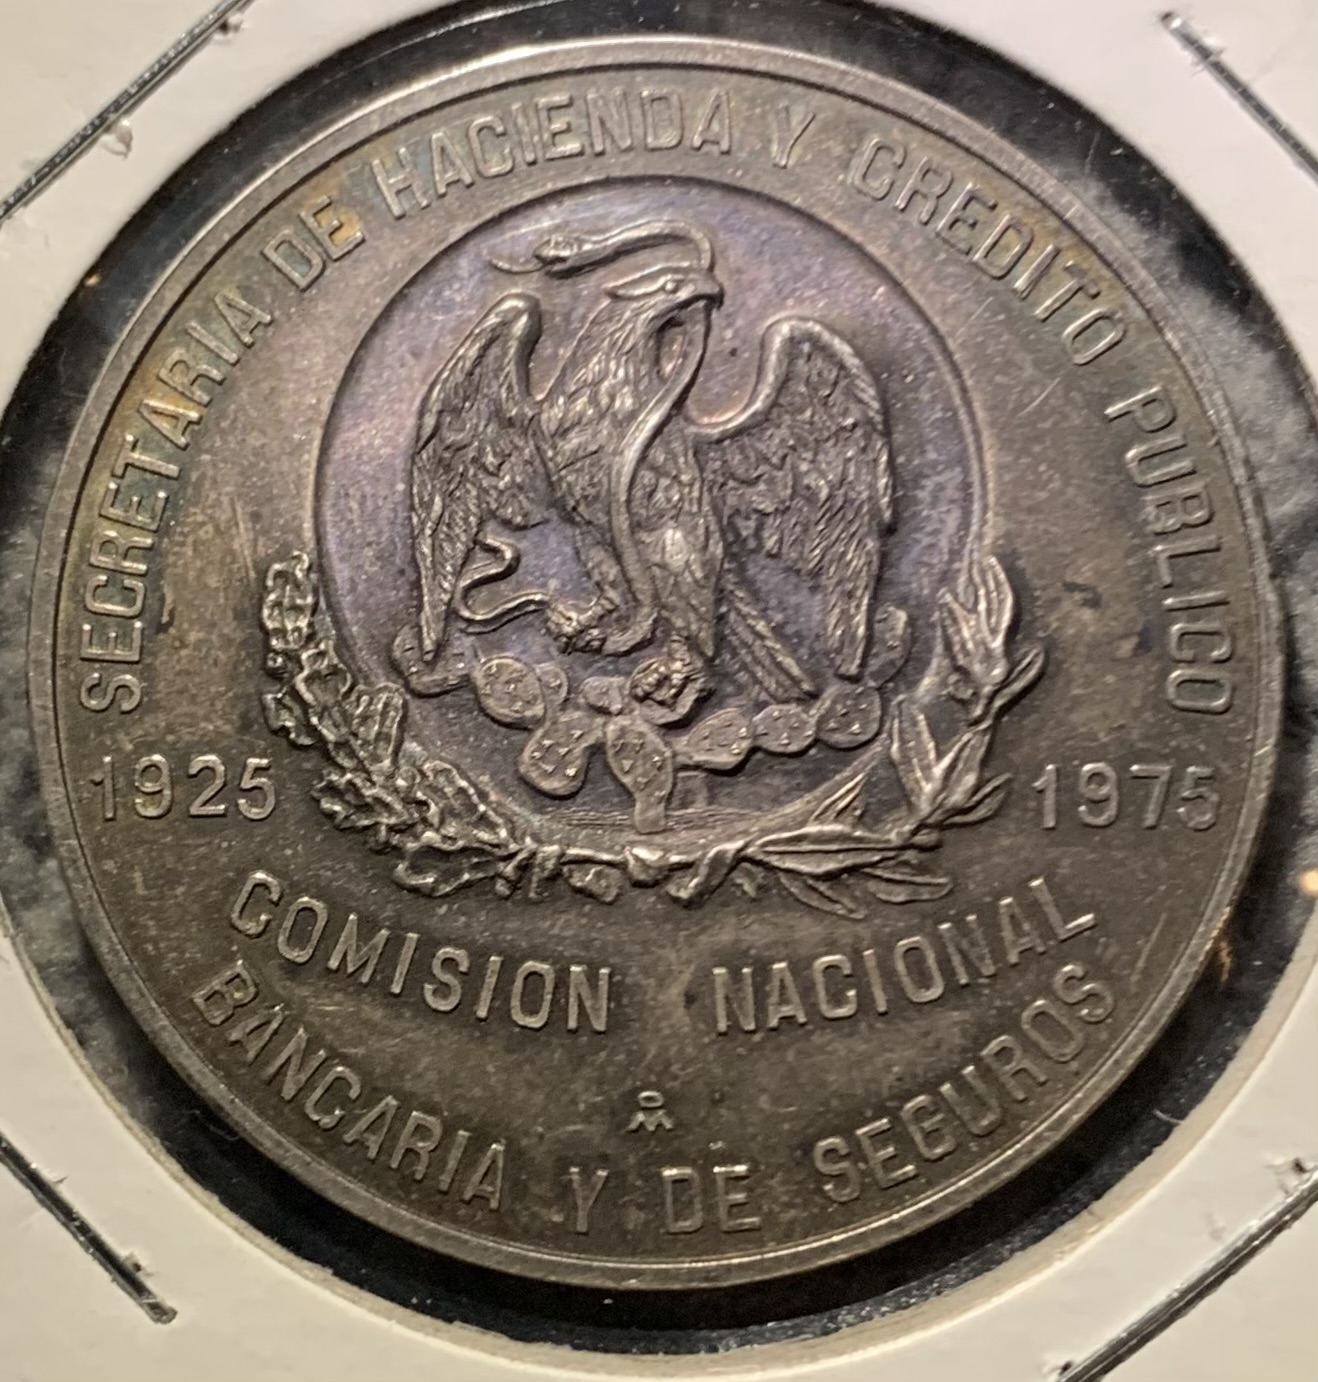 SECRETARIA DE HACIENDA Y CREDITO PUBLICO
1925 1975
COMISION NACIONAL
BANCARIA Y DE SEGUROS